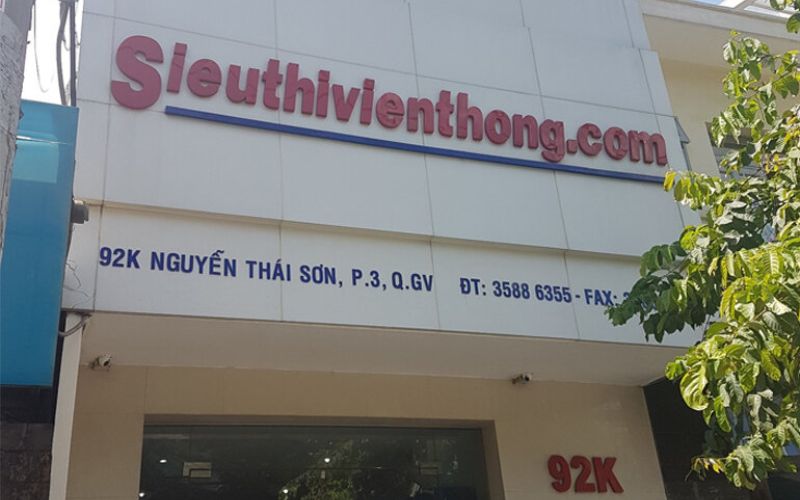 Sieuthivienthong.com
92K NGUYỄN THÁI SƠN, P.3, Q.GV ĐT: 3588 6355 - FAX:
92K